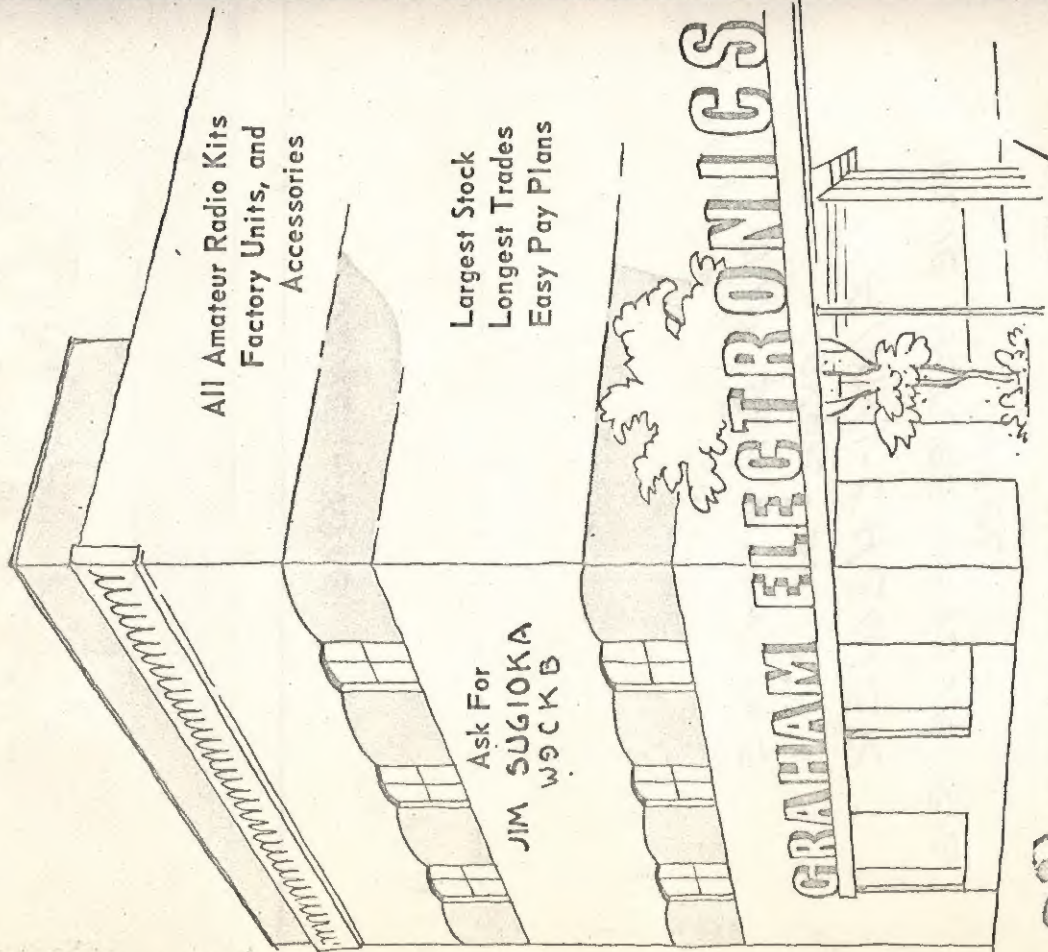 All Amateur Radio Kits
Factory Units, and
Accessories
Largest Stock
Longest Trades
Easy Pay Plans
Ask For
JIM SUGIOKA
W9CKB
GRAHAM ELECTRONICS